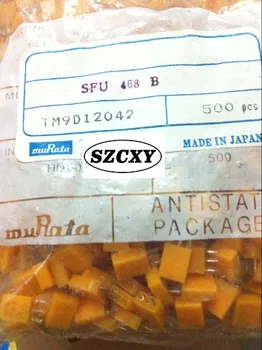 SFU 468 B
TM9D12042
500 pcs
muRata
MADE IN JAPAN
SZCXY
500
muRata
ANTISTAT
PACKAGE